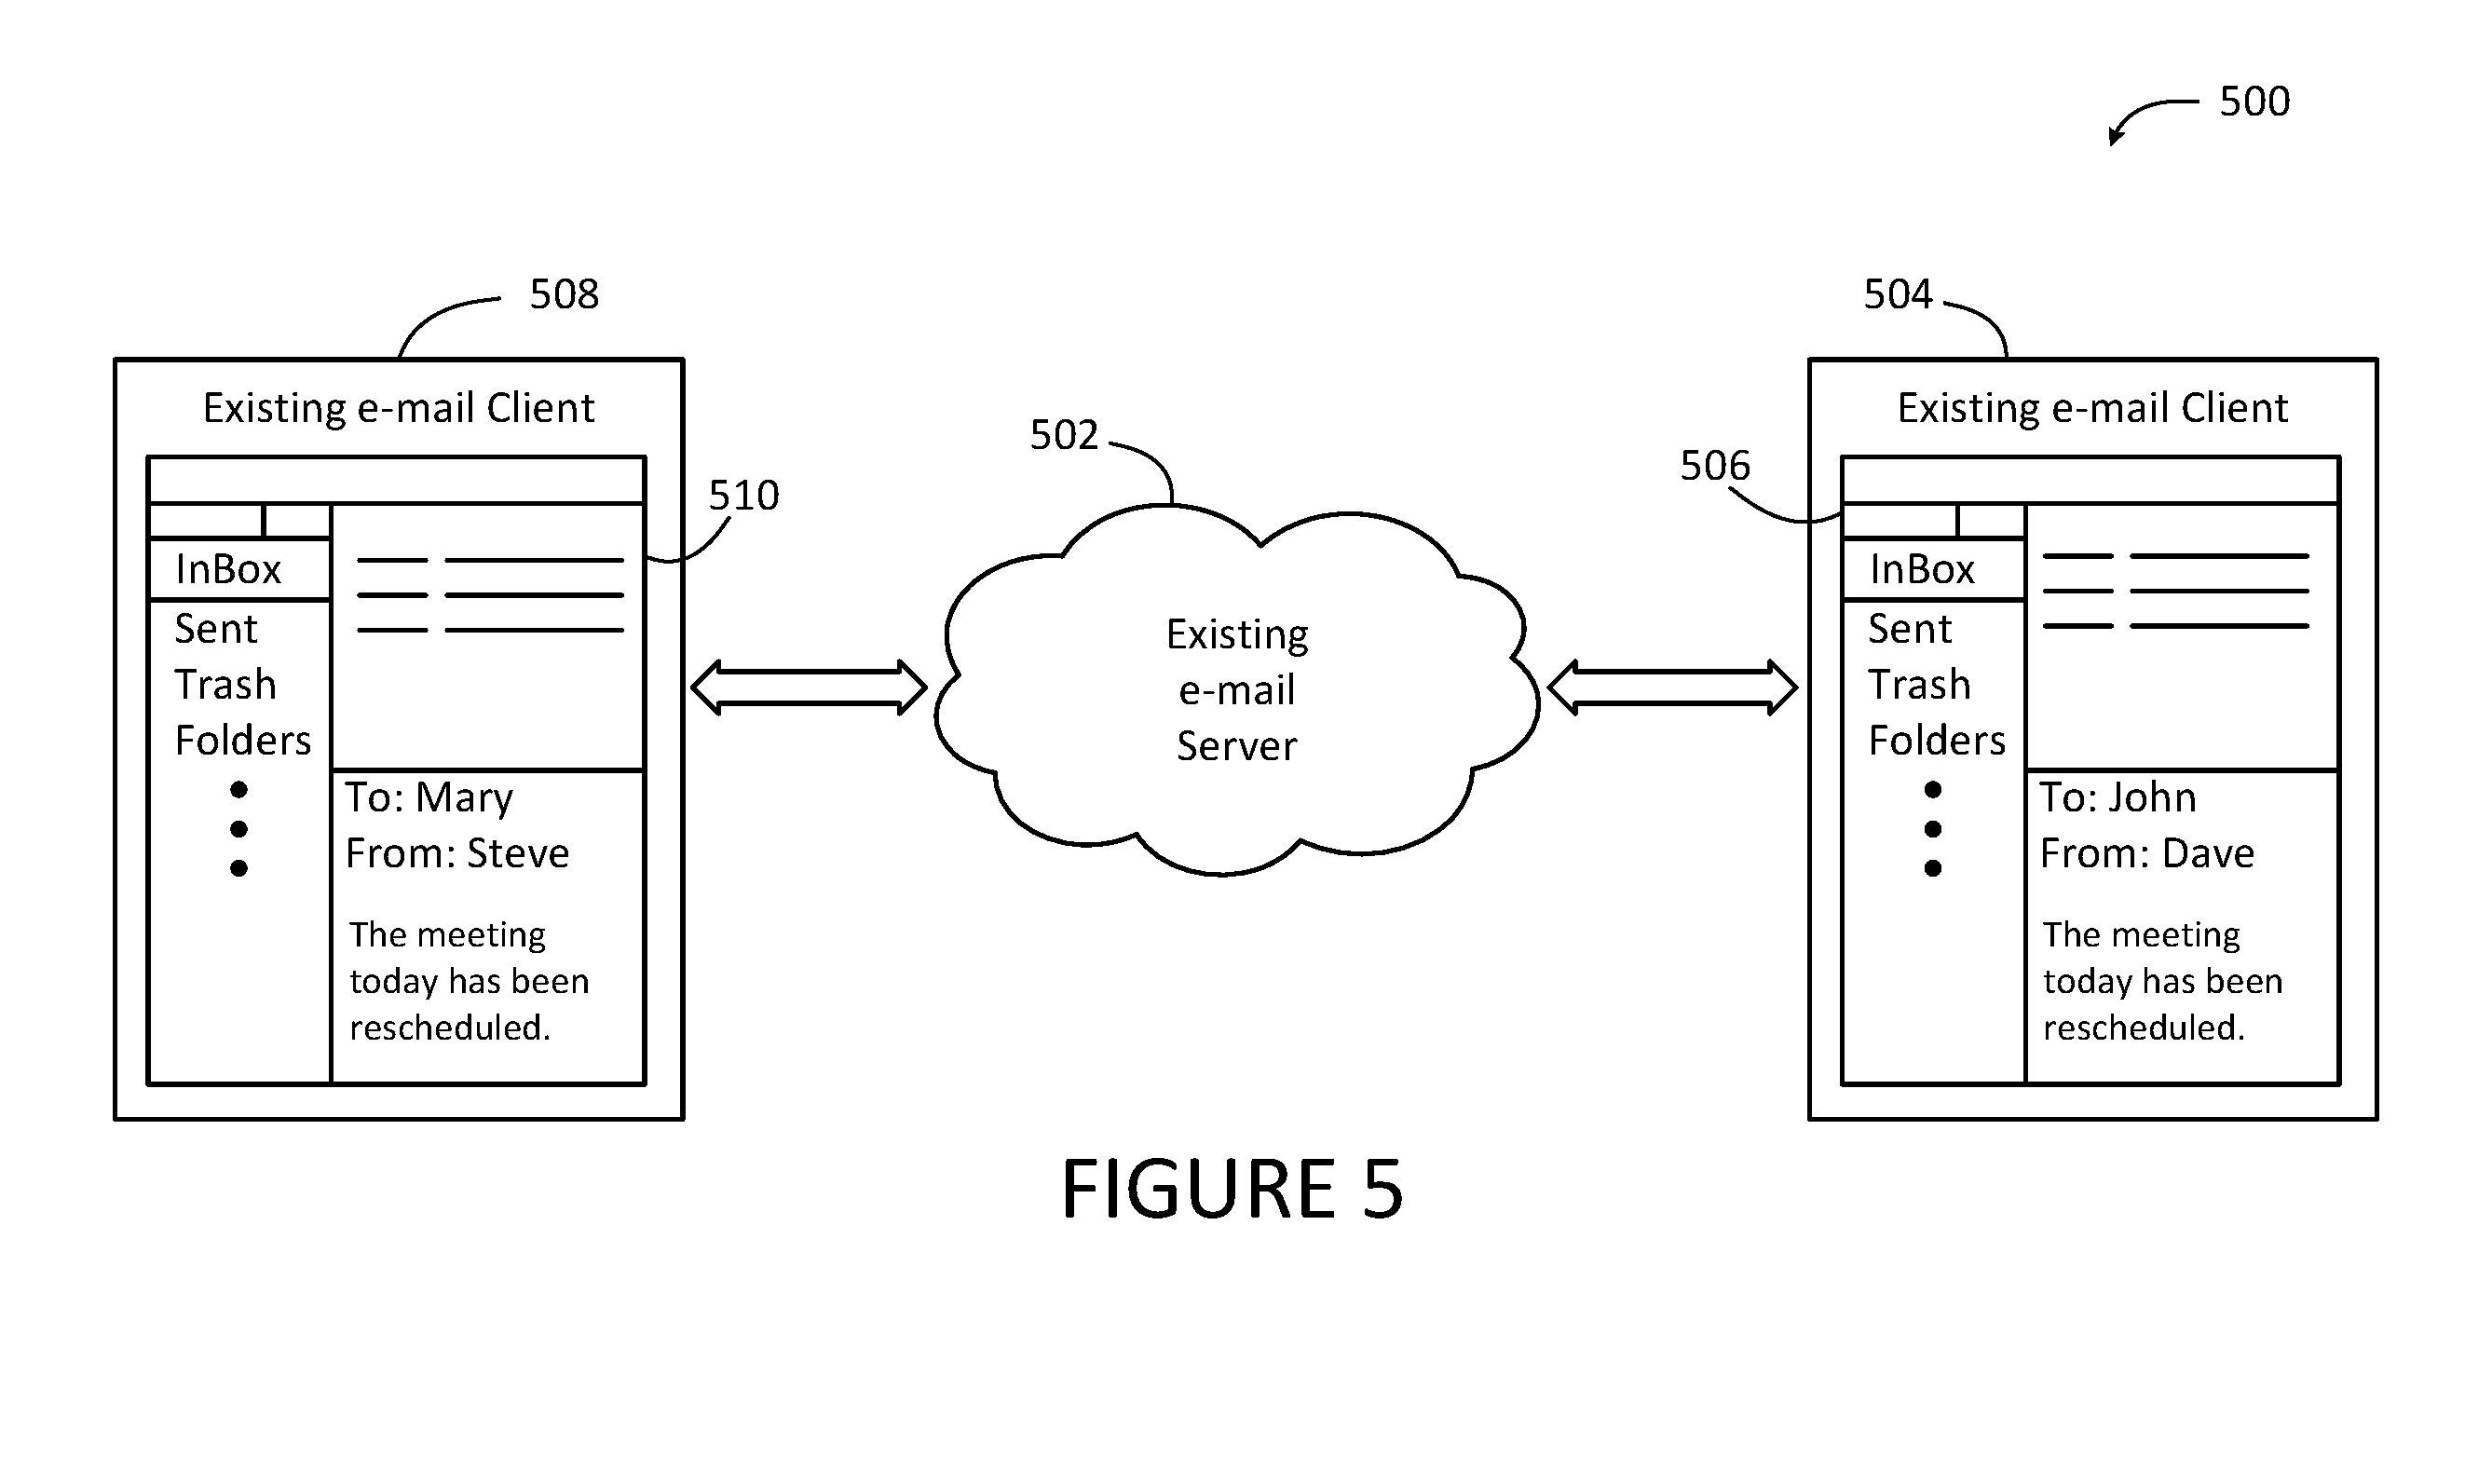 500
508
Existing e-mail Client
510
InBox
Sent
Trash
Folders
To: Mary
From: Steve
The meeting
today has been
rescheduled.
502
Existing
e-mail
Server
504
Existing e-mail Client
506
InBox
Sent
Trash
Folders
To: John
From: Dave
The meeting
today has been
rescheduled.
FIGURE 5